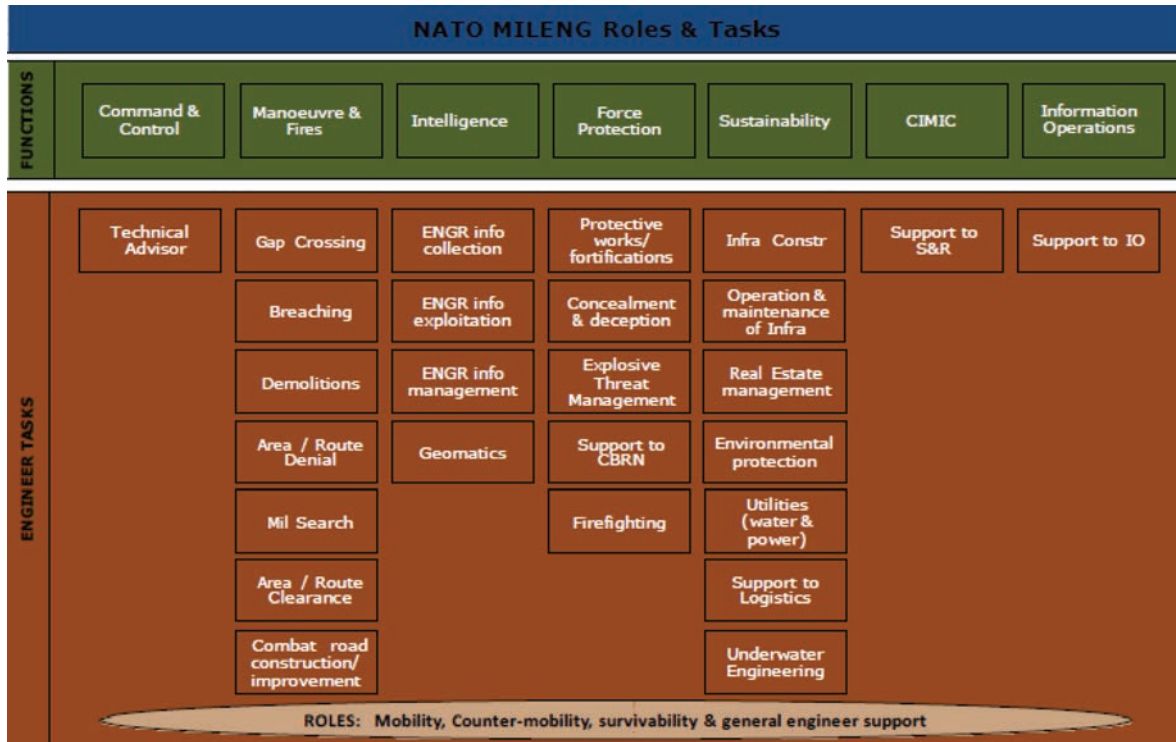 NATO MILENG Roles & Tasks
FUNCTIONS
Command &
Control
Manoeuvre &
Fires
Intelligence
Force
Protection
Sustainability
CIMIC
Information
Operations
ENGINEER TASKS
Technical
Advisor
Gap Crossing
Breaching
Demolitions
Area / Route
Denial
Mil Search
Area / Route
Clearance
Combat road
construction/
improvement
ENGR info
collection
ENGR info
exploitation
ENGR info
management
Geomatics
Protective
works/
fortifications
Concealment
& deception
Explosive
Threat
Management
Support to
CBRN
Firefighting
Infra Constr
Operation &
maintenance
of Infra
Real Estate
management
Environmental
protection
Utilities
(water &
power)
Support to
Logistics
Underwater
Engineering
Support to
S&R
Support to IO
ROLES: Mobility, Counter-mobility, survivability & general engineer support